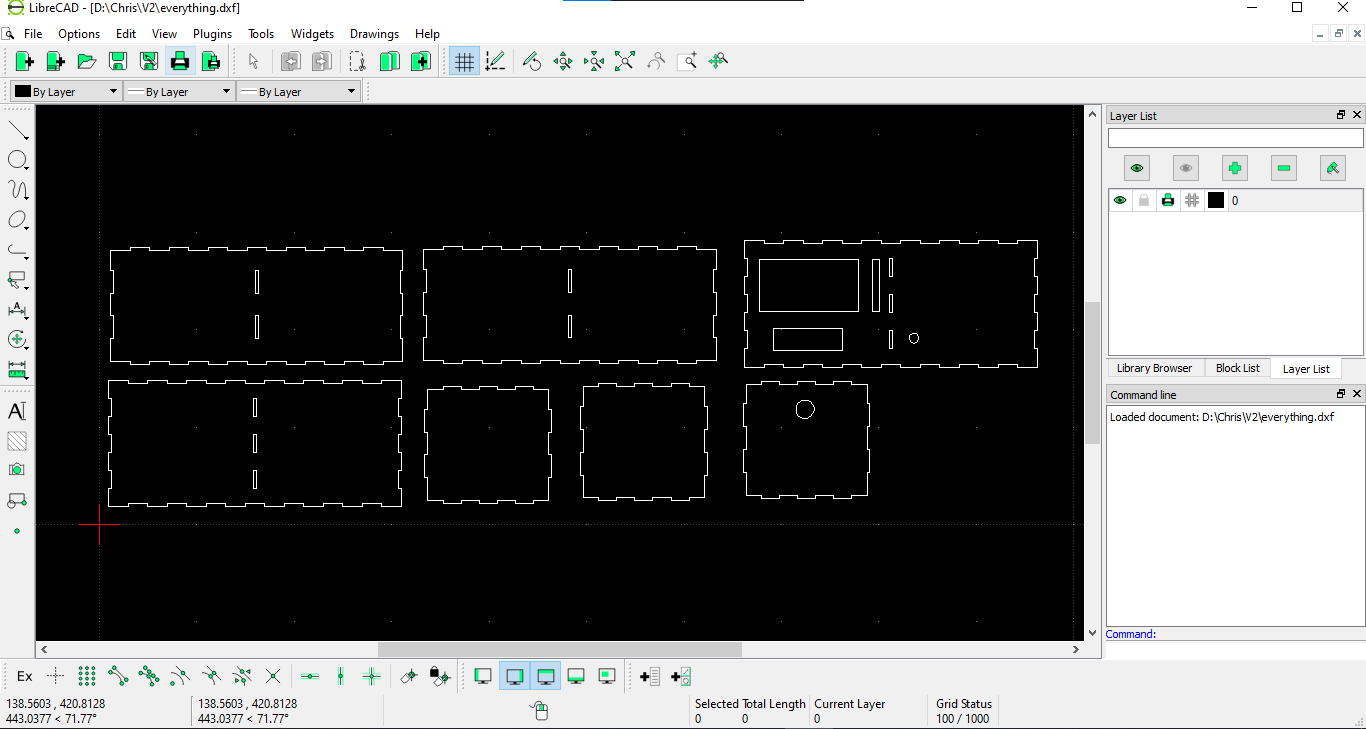 LibreCAD - [D:\Chris\V2\everything.dxf]
File Options Edit View Plugins Tools Widgets Drawings Help
By Layer By Layer By Layer
Layer List
0
Library Browser Block List Layer List
Command line
Loaded document: D:\Chris\V2\everything.dxf
Command:
A
A
Ex
138.5603 , 420.8128 138.5603 , 420.8128 Selected Total Length Current Layer Grid Status
443.0377 < 71.77° 443.0377 < 71.77° 0 0 0 100 / 1000